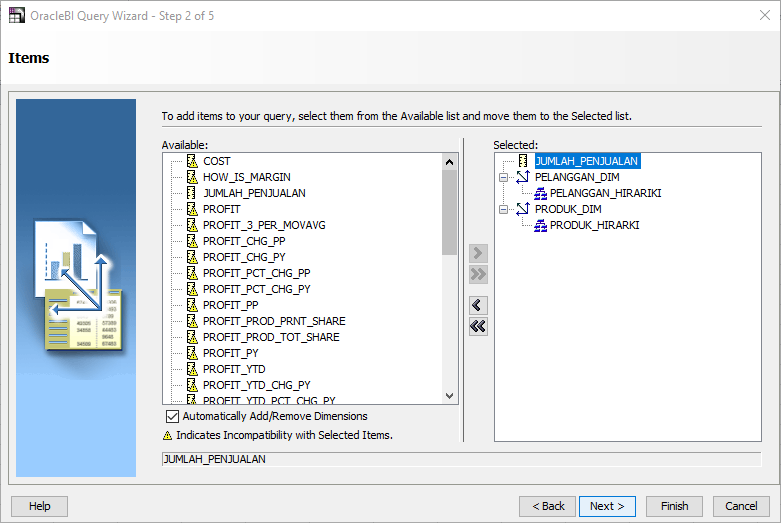 OracleBI Query Wizard - Step 2 of 5
Items
To add items to your query, select them from the Available list and move them to the Selected list.
Available:
COST
HOW_IS_MARGIN
JUMLAH_PENJUALAN
PROFIT
PROFIT_3_PER_MOVAVG
PROFIT_CHG_PP
PROFIT_CHG_PY
PROFIT_PCT_CHG_PP
PROFIT_PCT_CHG_PY
PROFIT_PP
PROFIT_PROD_PRNT_SHARE
PROFIT_PROD_TOT_SHARE
PROFIT_PY
PROFIT_YTD
PROFIT_YTD_CHG_PY
PROFIT_YTD_PCT_CHG_PY
Automatically Add/Remove Dimensions
Indicates Incompatibility with Selected Items.
JUMLAH_PENJUALAN
Selected:
JUMLAH_PENJUALAN
PELANGGAN_DIM
PELANGGAN_HIRARIKI
PRODUK_DIM
PRODUK_HIRARKI
Help
< Back
Next >
Finish
Cancel